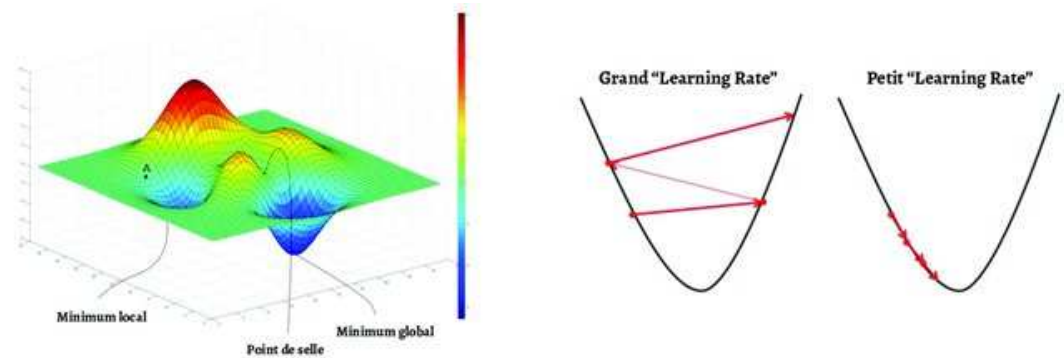 Grand “Learning Rate”
Petit “Learning Rate”
A
Minimum local
Minimum global
Point de selle